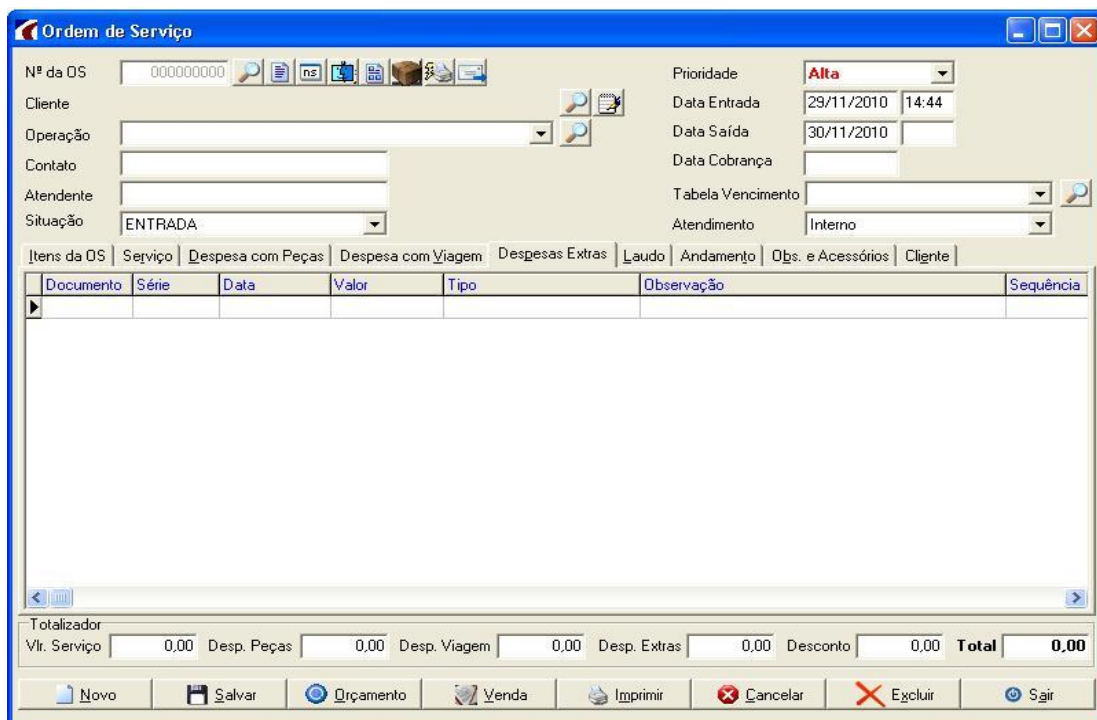 Ordem de Serviço
Nª da OS 000000000 ns Prioridade Alta
Cliente Data Entrada 29/11/2010 14:44
Operação Data Saída 30/11/2010
Contato Data Cobrança
Atendente Tabela Vencimento
Situação ENTRADA Atendimento Interno
Itens da OS Serviço Despesa com Peças Despesa com Viagem Despesas Extras Laudo Andamento Obs. e Acessórios Cliente
Documento Série Data Valor Tipo Observação Sequência
Totalizador
Vlr. Serviço 0,00 Desp. Peças 0,00 Desp. Viagem 0,00 Desp. Extras 0,00 Desconto 0,00 Total 0,00
Novo Salvar Orçamento Venda Imprimir Cancelar Excluir Sair